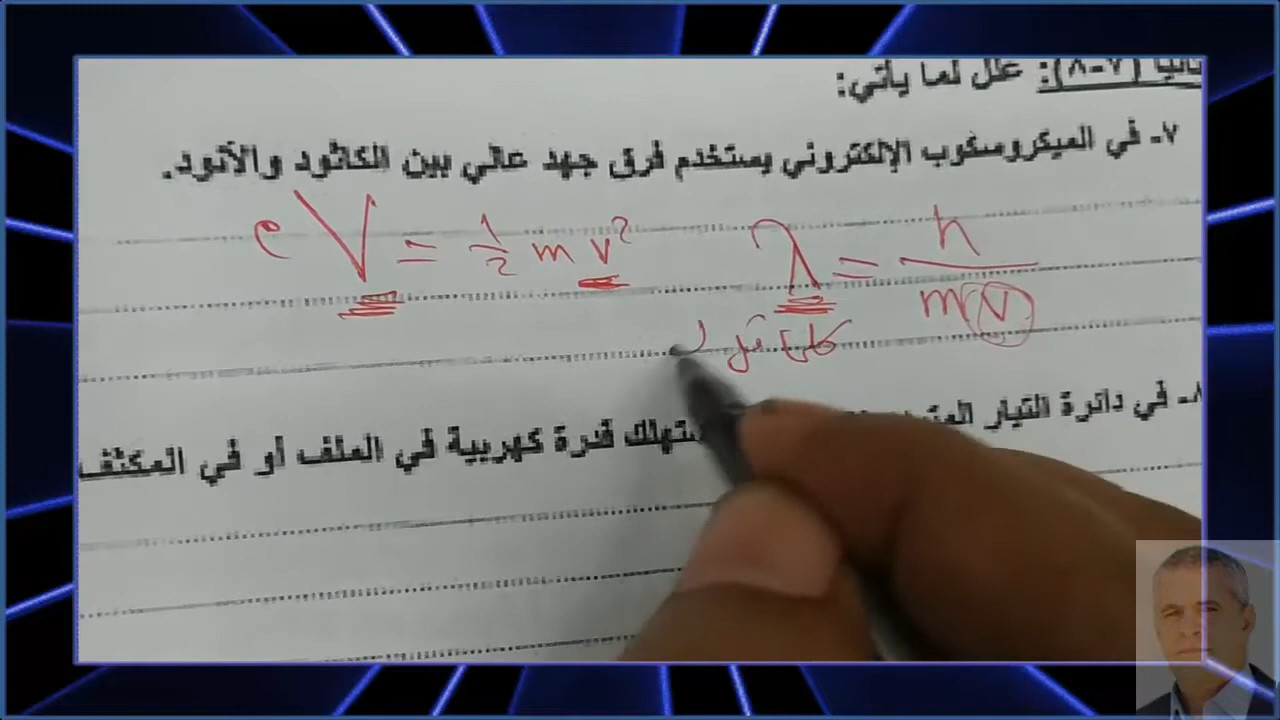 ثانيا (٧-٨): علل لما يأتي:
٧- في الميكروسكوب الإلكتروني يستخدم فرق جهد عالي بين الكاثود والآنود.
eV = 1/2 mv² λ = h/mv
٨- في دائرة التيار تستهلك قدرة كهربية في الملف أو في المكثف